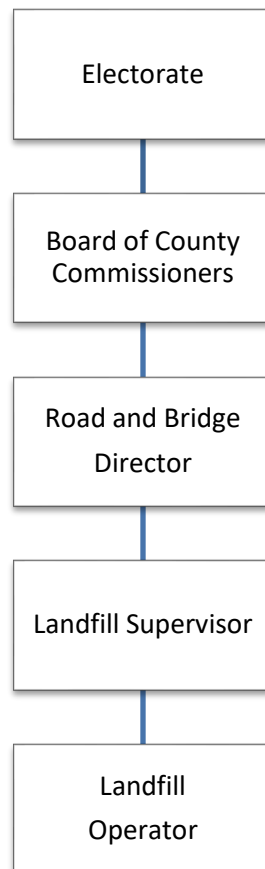 Electorate
Board of County
Commissioners
Road and Bridge
Director
Landfill Supervisor
Landfill
Operator